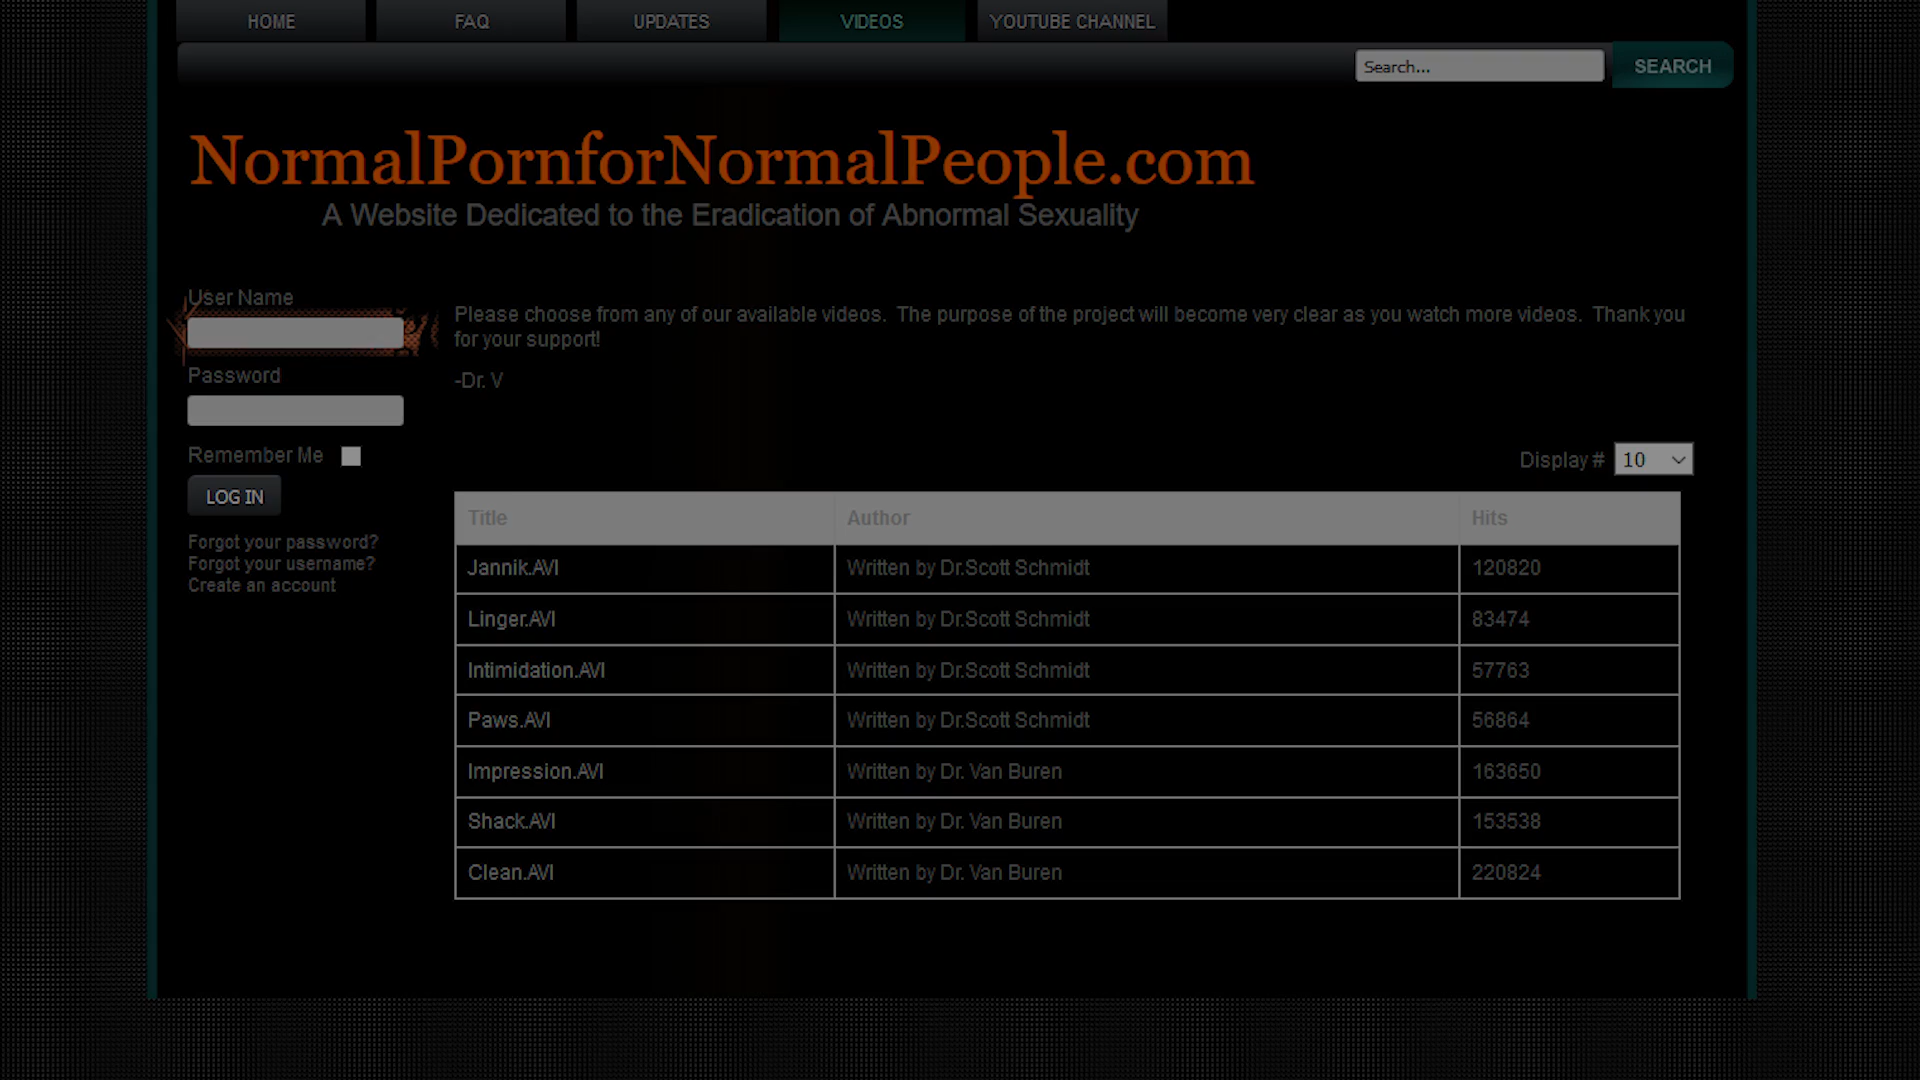 HOME FAQ UPDATES VIDEOS YOUTUBE CHANNEL
Search... SEARCH
NormalPornforNormalPeople.com
A Website Dedicated to the Eradication of Abnormal Sexuality
User Name
Please choose from any of our available videos. The purpose of the project will become very clear as you watch more videos. Thank you
for your support!
Password
-Dr. V
Remember Me
Display # 10
LOG IN
Forgot your password?
Forgot your username?
Create an account
Title Author Hits
Jannik.AVI Written by Dr.Scott Schmidt 120820
Linger.AVI Written by Dr.Scott Schmidt 83474
Intimidation.AVI Written by Dr.Scott Schmidt 57763
Paws.AVI Written by Dr.Scott Schmidt 56864
Impression.AVI Written by Dr. Van Buren 163650
Shack.AVI Written by Dr. Van Buren 153538
Clean.AVI Written by Dr. Van Buren 220824